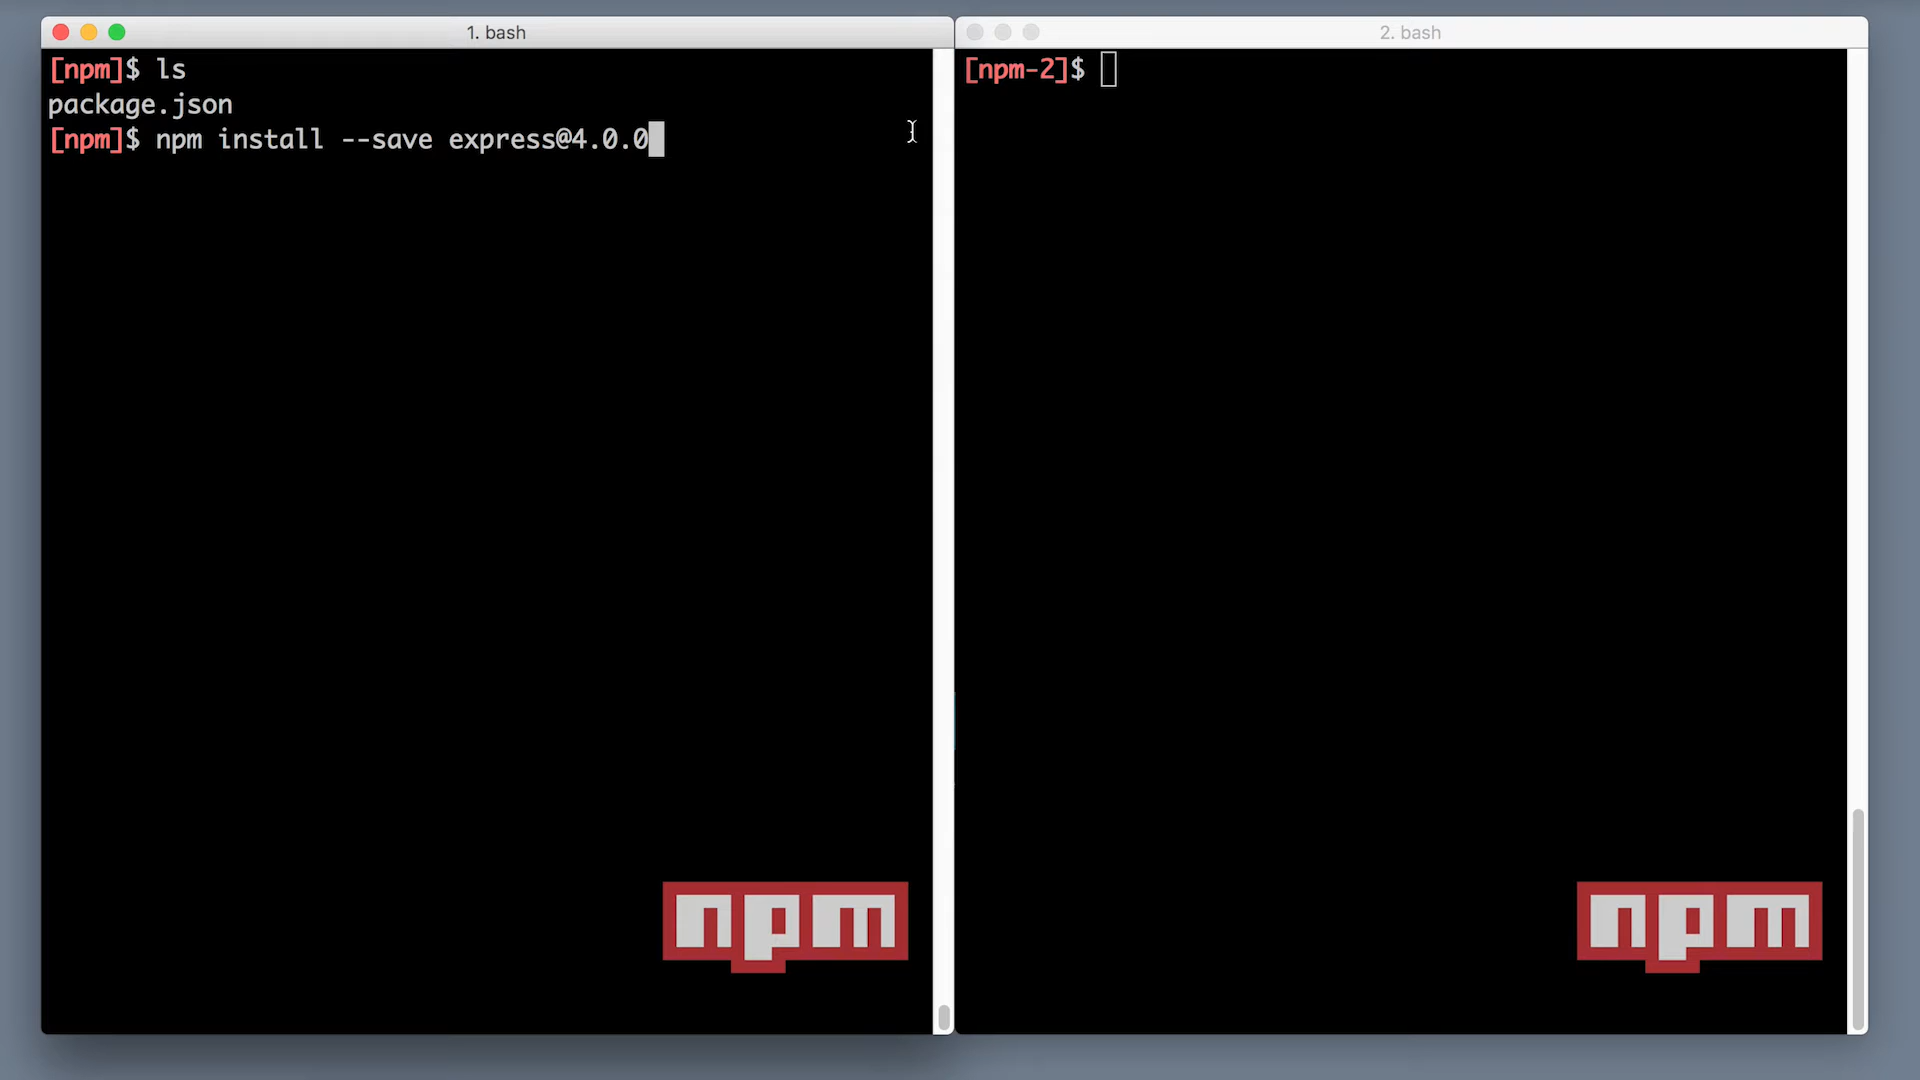 1. bash
[npm]$ ls
package.json
[npm]$ npm install --save express@4.0.0
npm
2. bash
[npm-2]$
npm